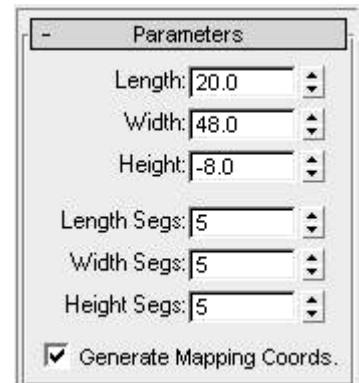 - Parameters
Length: 20.0
Width: 48.0
Height: -8.0
Length Segs: 5
Width Segs: 5
Height Segs: 5
Generate Mapping Coords.